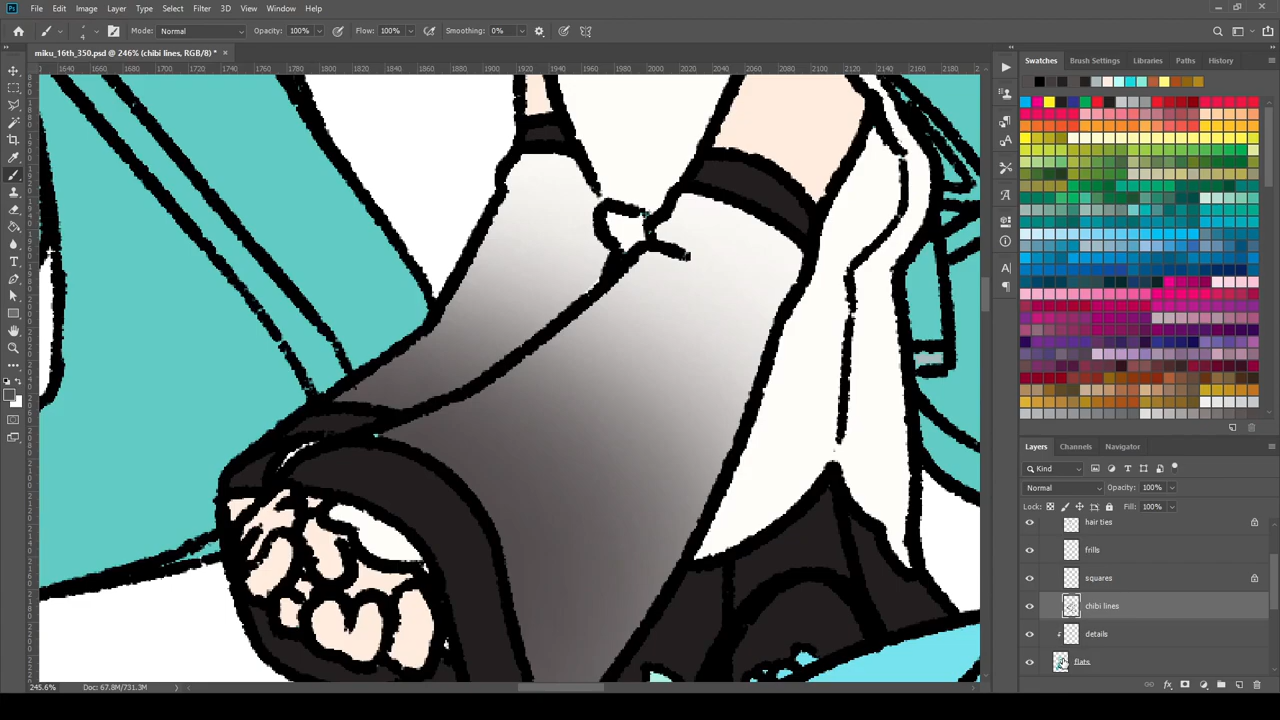 Ps File Edit Image Layer Type Select Filter 3D View Window Help
4 Mode: Normal Opacity: 100% Flow: 100% Smoothing: 0%
miku_16th_350.psd @ 246% (chibi lines, RGB/8) * ×
1640 1660 1680 1700 1720 1740 1760 1780 1800 1820 1840 1860 1880 1900 1920 1940 1960 1980 2000 2020 2040 2060 2080 2100 2120 2140 2160 2180
Swatches Brush Settings Libraries Paths History
Layers Channels Navigator
Kind
Normal Opacity: 100%
Lock: Fill: 100%
hair ties
frills
squares
chibi lines
details
flats
245.6% Doc: 67.8M/731.3M